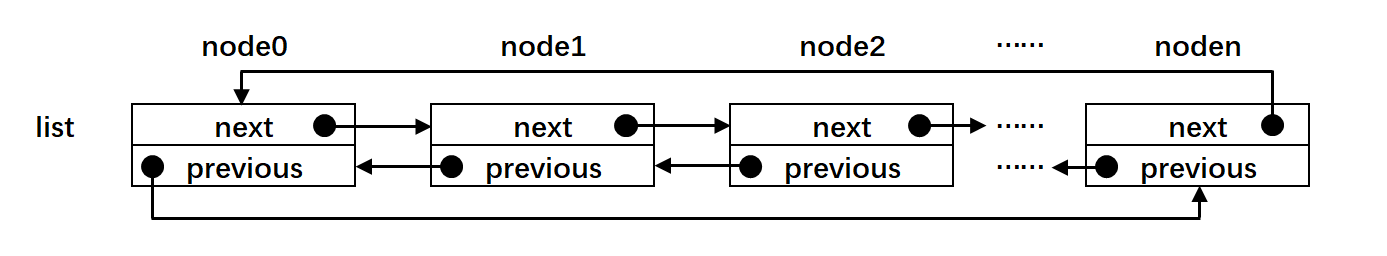 node0 node1 node2 …… noden
list next next next …… next
previous previous previous …… previous